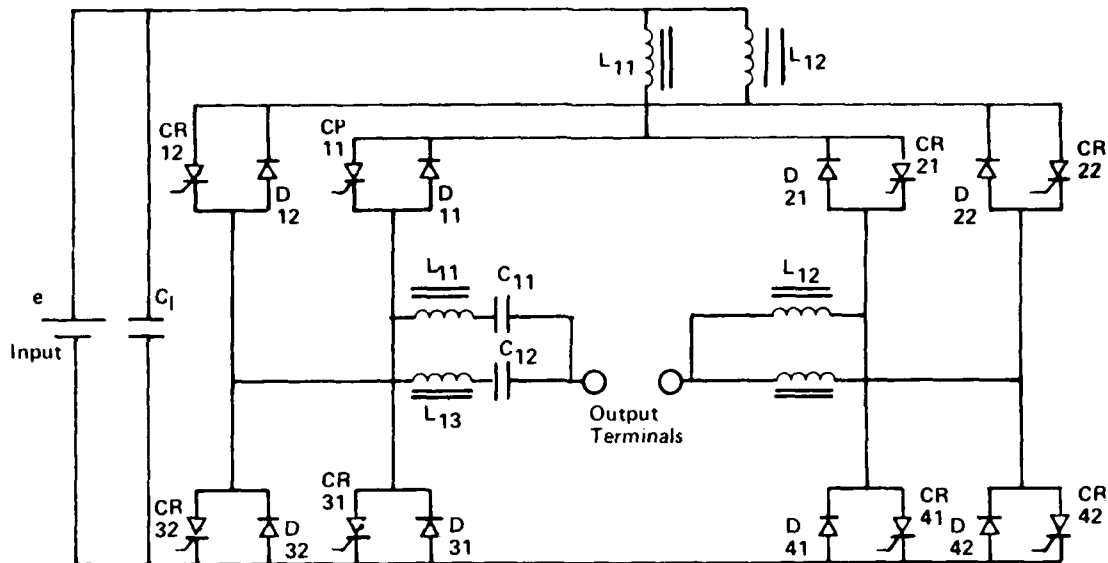 L11
L12
CR
12
D
12
CP
11
D
11
D
21
CR
21
D
22
CR
22
e
Input
CI
L11
C11
C12
L13
L12
Output
Terminals
CR
32
D
32
CR
31
D
31
D
41
CR
41
D
42
CR
42